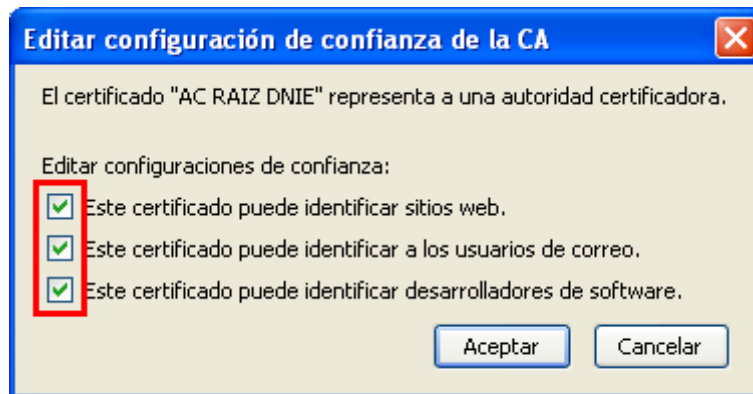 Editar configuración de confianza de la CA
El certificado "AC RAIZ DNIE" representa a una autoridad certificadora.
Editar configuraciones de confianza:
Este certificado puede identificar sitios web.
Este certificado puede identificar a los usuarios de correo.
Este certificado puede identificar desarrolladores de software.
Aceptar Cancelar